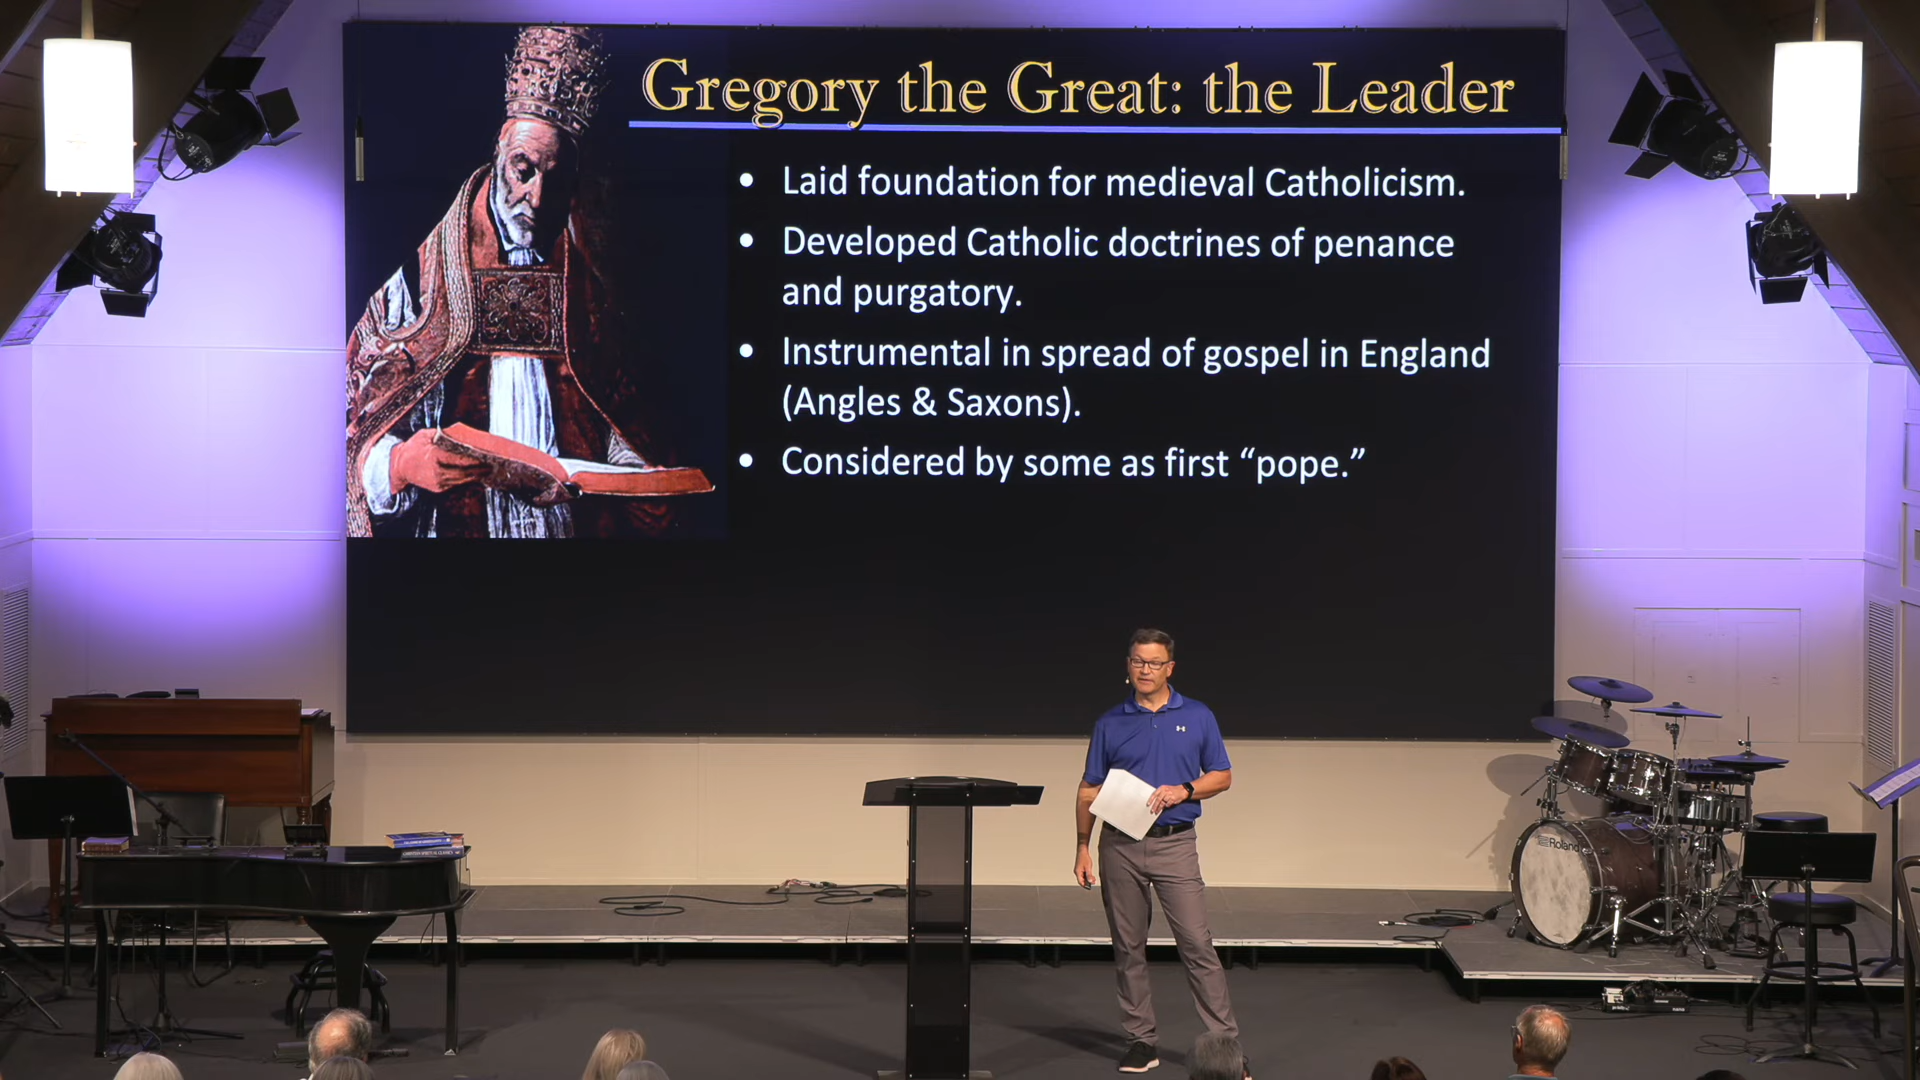 Gregory the Great: the Leader
• Laid foundation for medieval Catholicism.
• Developed Catholic doctrines of penance
and purgatory.
• Instrumental in spread of gospel in England
(Angles & Saxons).
• Considered by some as first “pope.”
Roland